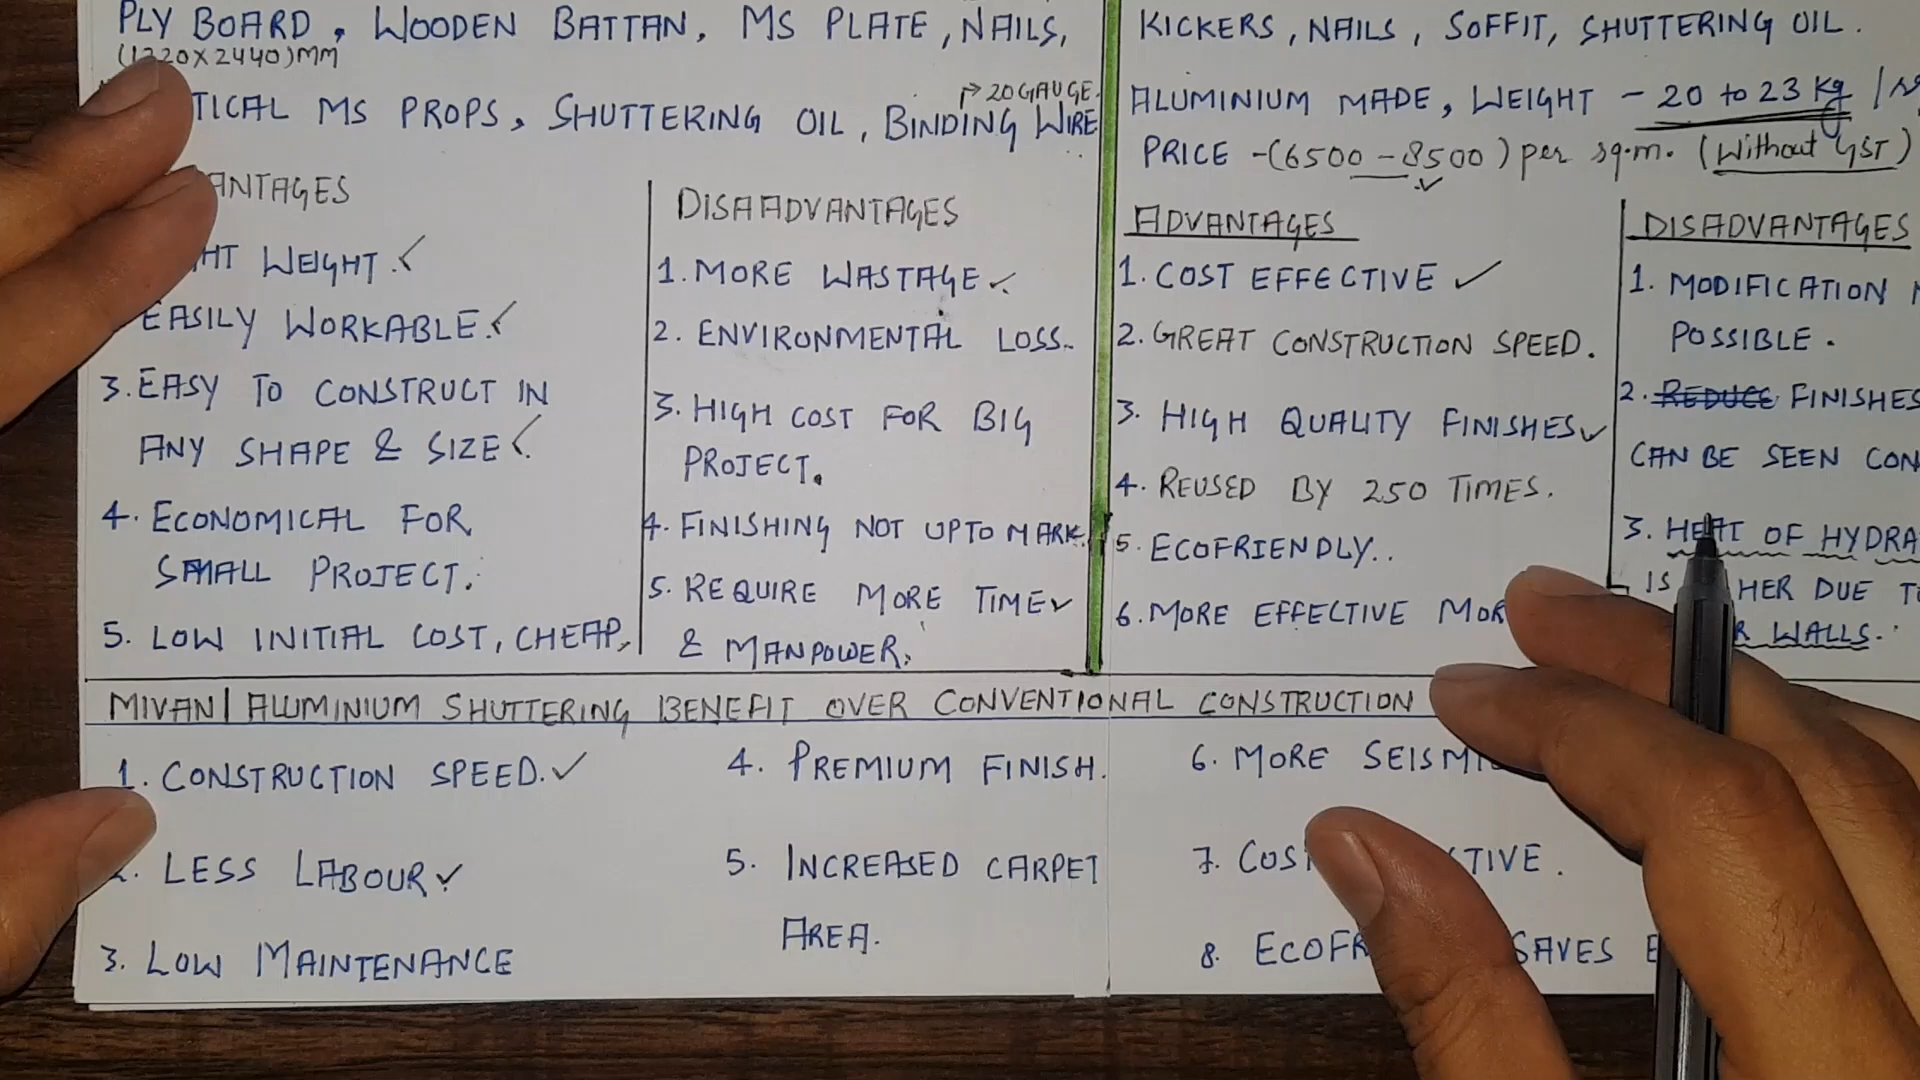 PLY BOARD, WOODEN BATTAN, MS PLATE, NAILS,
(1220X2440)MM
TICAL MS PROPS, SHUTTERING OIL, BINDING WIRE
→20GAUGE.
ANTAGES
HT WEIGHT.
EASILY WORKABLE.
3. EASY TO CONSTRUCT IN
ANY SHAPE & SIZE
4. ECONOMICAL FOR
SMALL PROJECT.
5. LOW INITIAL COST, CHEAP,
DISAADVANTAGES
1. MORE WASTAGE
2. ENVIRONMENTAL LOSS.
3. HIGH COST FOR BIG
PROJECT.
4. FINISHING NOT UPTO MARK.
5. REQUIRE MORE TIME
& MANPOWER.
KICKERS, NAILS, SOFFIT, SHUTTERING OIL.
ALUMINIUM MADE, WEIGHT - 20 to 23 Kg /
PRICE -(6500-8500) per sq.m. (Without GST)
ADVANTAGES
1. COST EFFECTIVE ✓
2. GREAT CONSTRUCTION SPEED.
3. HIGH QUALITY FINISHES
4. REUSED BY 250 TIMES.
5. ECOFRIENDLY..
6. MORE EFFECTIVE MOR
DISADVANTAGES
1. MODIFICATION
POSSIBLE.
2. REDUCE FINISHES
CAN BE SEEN CON
3. HEAT OF HYDRA
IS HER DUE T
R WALLS.
MIVAN/ALUMINIUM SHUTTERING BENEFIT OVER CONVENTIONAL CONSTRUCTION
1. CONSTRUCTION SPEED. ✓
2. LESS LABOUR ✓
3. LOW MAINTENANCE
4. PREMIUM FINISH.
5. INCREASED CARPET
AREA.
6. MORE SEISMI
7. COS TIVE.
8. ECOFR SAVES E